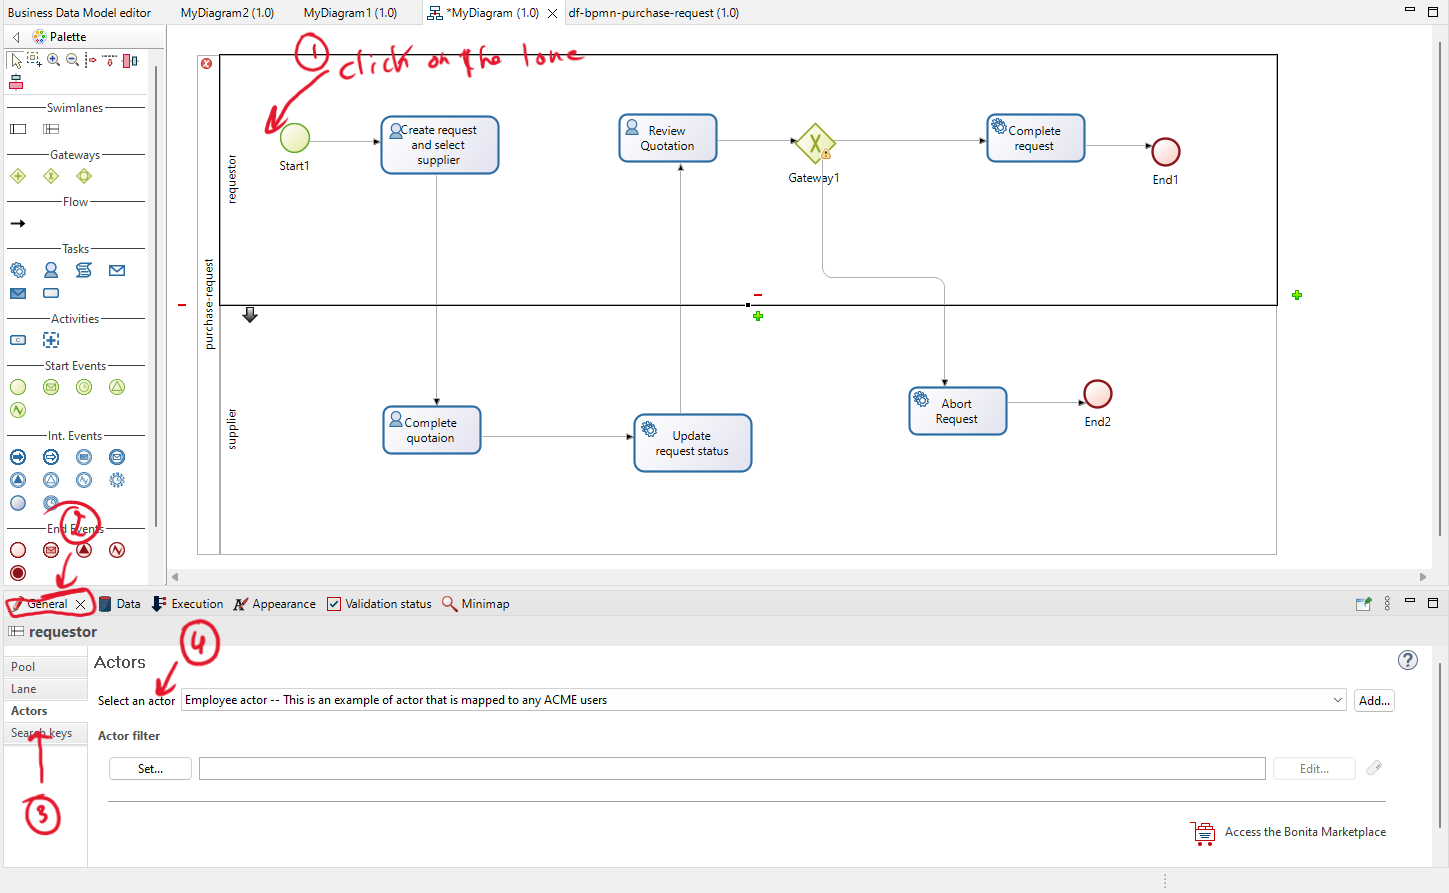 Business Data Model editor
MyDiagram2 (1.0)
MyDiagram1 (1.0)
*MyDiagram (1.0)
df-bpmn-purchase-request (1.0)
Palette
Swimlanes
Gateways
Flow
Tasks
Activities
Start Events
Int. Events
End Events
1 click on the lane
requestor
purchase-request
supplier
Start1
Create request
and select
supplier
Review
Quotation
Gateway1
Complete
request
End1
Complete
quotaion
Update
request status
Abort
Request
End2
2
General
Data
Execution
Appearance
Validation status
Minimap
requestor
4
Pool
Lane
Actors
Search keys
3
Actors
Select an actor
Employee actor -- This is an example of actor that is mapped to any ACME users
Add...
Actor filter
Set...
Edit...
Access the Bonita Marketplace